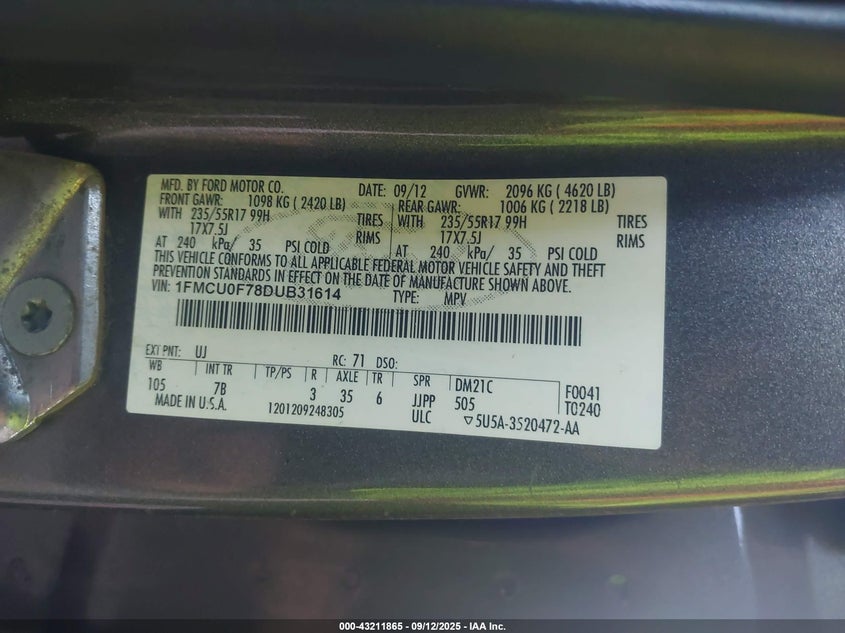 MFD. BY FORD MOTOR CO. DATE: 09/12 GVWR: 2096 KG ( 4620 LB)
FRONT GAWR: 1098 KG ( 2420 LB) REAR GAWR: 1006 KG ( 2218 LB)
WITH 235/55R17 99H TIRES WITH 235/55R17 99H TIRES
17X7.5J RIMS 17X7.5J RIMS
AT 240 kPa/ 35 PSI COLD AT 240 kPa/ 35 PSI COLD
THIS VEHICLE CONFORMS TO ALL APPLICABLE FEDERAL MOTOR VEHICLE SAFETY AND THEFT
PREVENTION STANDARDS IN EFFECT ON THE DATE OF MANUFACTURE SHOWN ABOVE.
VIN: 1FMCU0F78DUB31614 TYPE: MPV
EXT PNT: UJ RC: 71 DSO:
WB INT TR TP/PS R AXLE TR SPR DM21C F0041
105 7B 3 35 6 JJPP 505 T0240
MADE IN U.S.A. 1201209248305 ULC ▽5U5A-3520472-AA
000-43211865 - 09/12/2025 - IAA Inc.